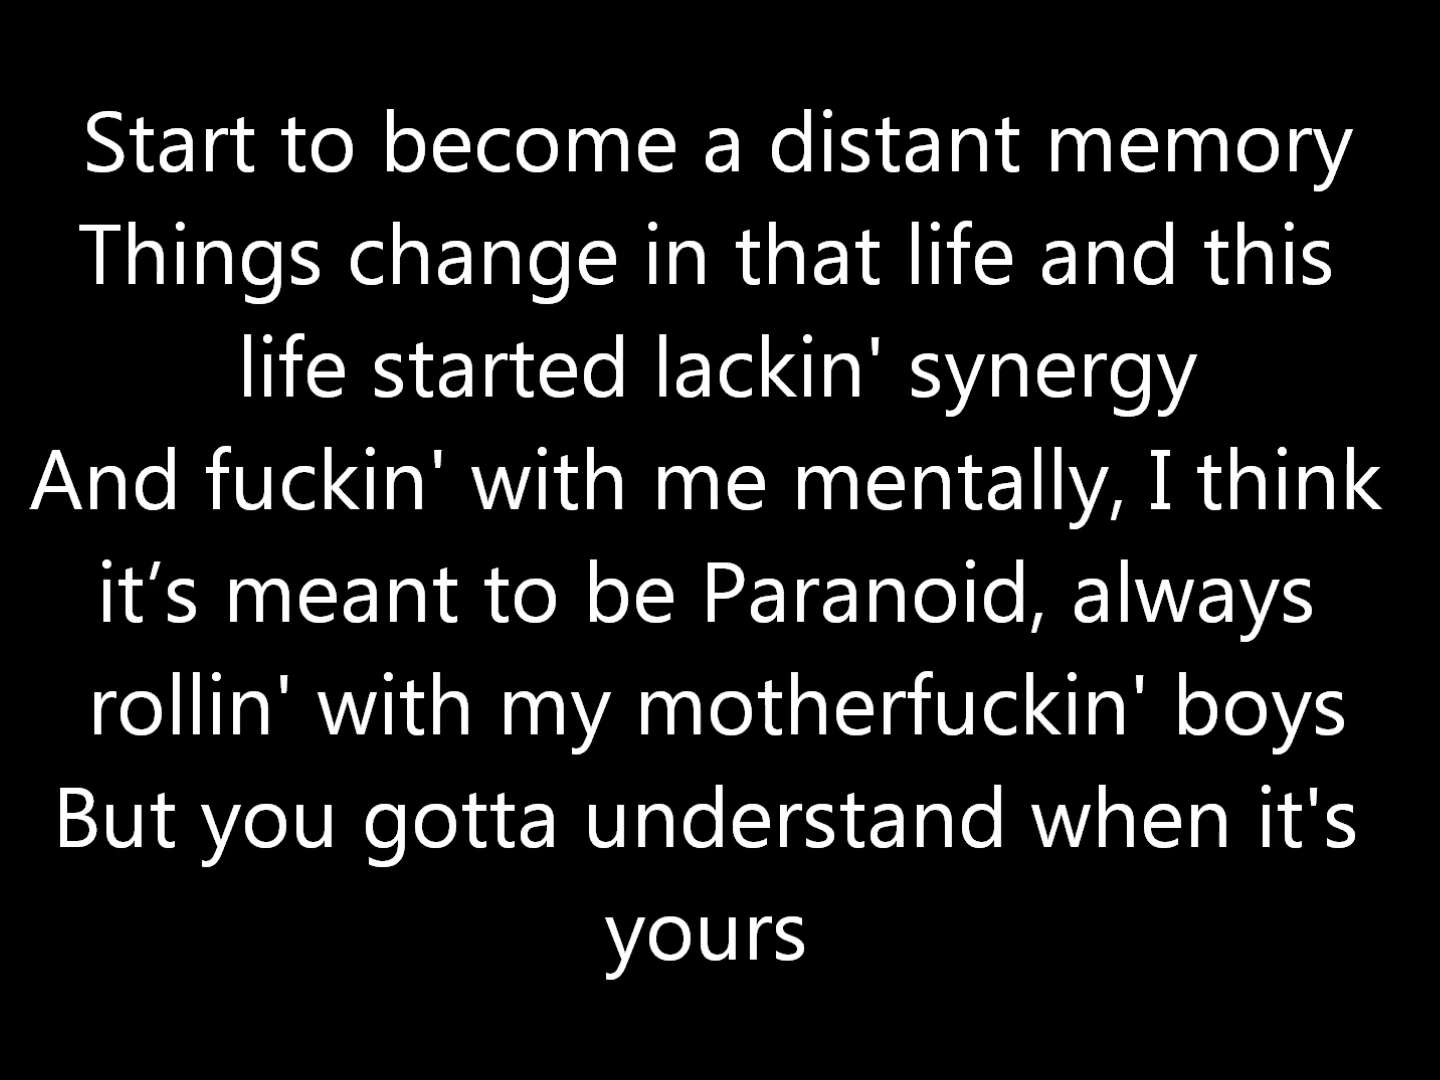 Start to become a distant memory
Things change in that life and this
life started lackin' synergy
And fuckin' with me mentally, I think
it’s meant to be Paranoid, always
rollin' with my motherfuckin' boys
But you gotta understand when it's
yours